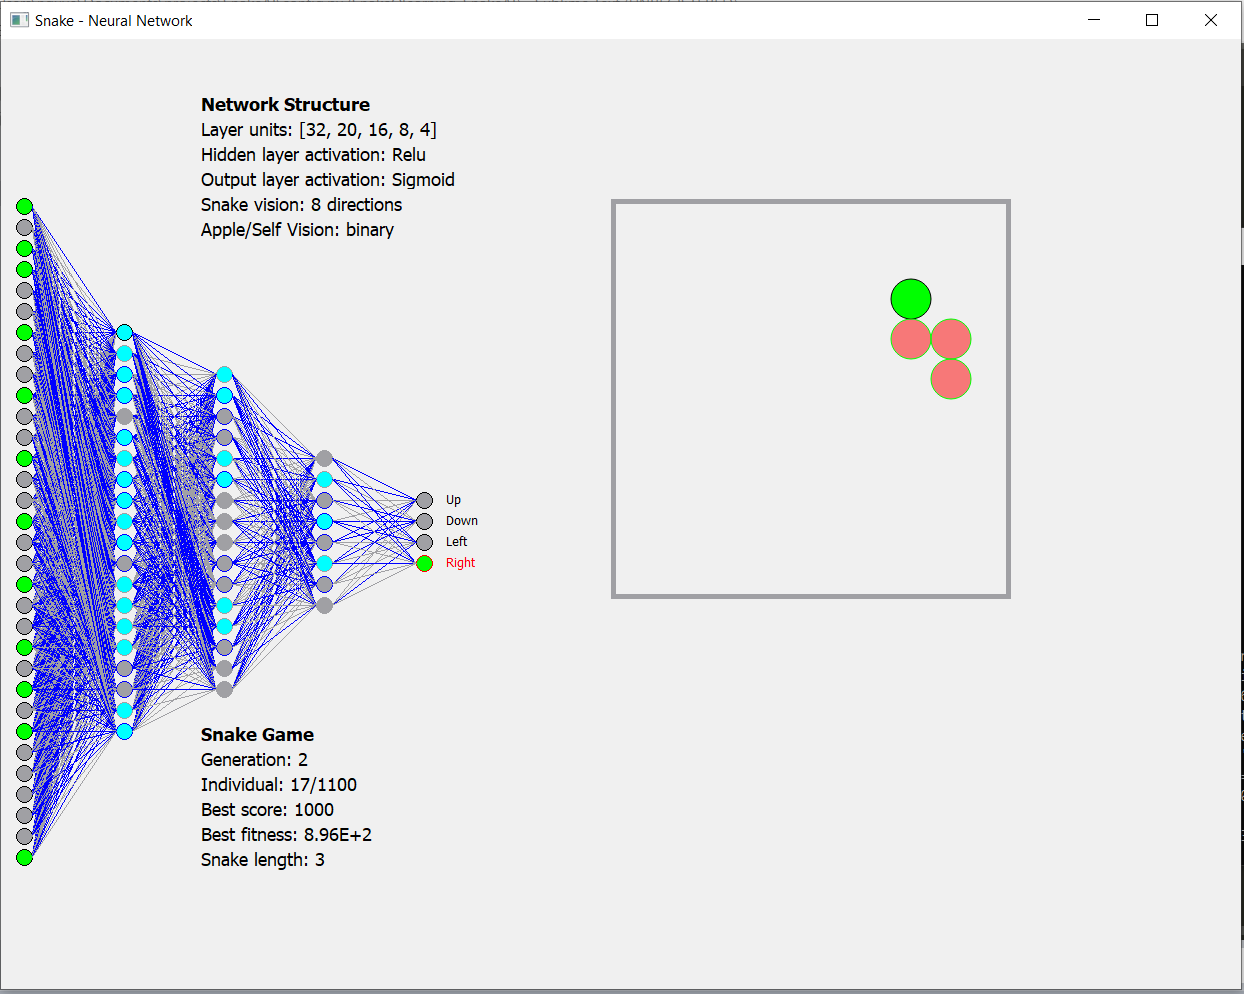 Snake - Neural Network
Network Structure
Layer units: [32, 20, 16, 8, 4]
Hidden layer activation: Relu
Output layer activation: Sigmoid
Snake vision: 8 directions
Apple/Self Vision: binary
Up
Down
Left
Right
Snake Game
Generation: 2
Individual: 17/1100
Best score: 1000
Best fitness: 8.96E+2
Snake length: 3